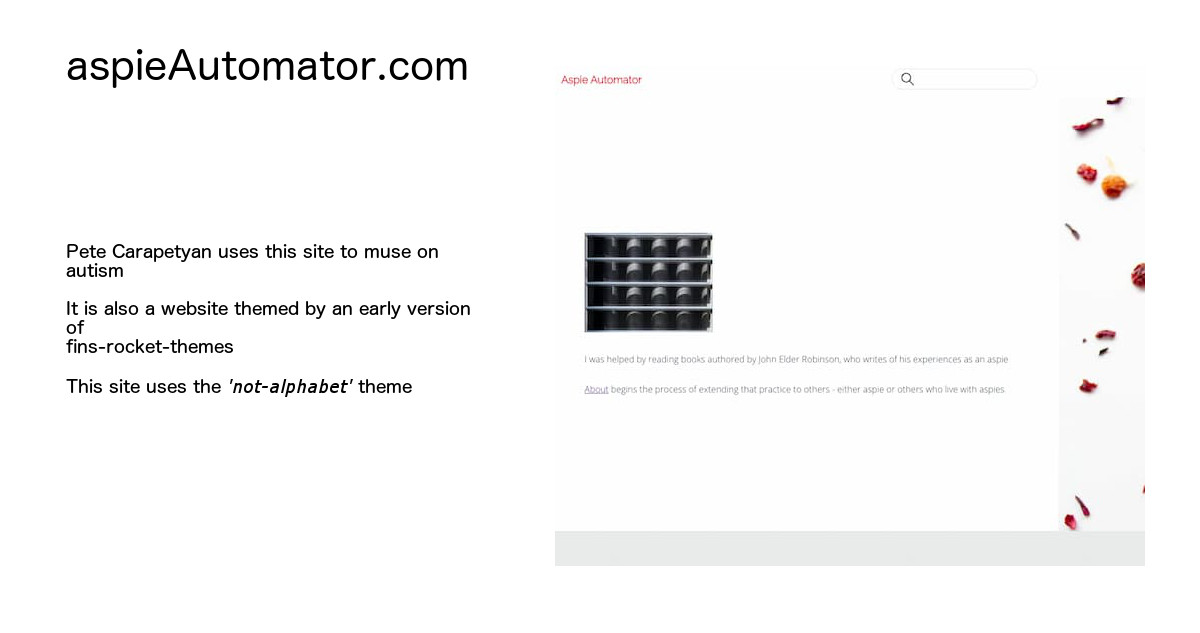 aspieAutomator.com
Pete Carapetyan uses this site to muse on
autism
It is also a website themed by an early version
of
fins-rocket-themes
This site uses the 'not-alphabet' theme
Aspie Automator
I was helped by reading books authored by John Elder Robinson, who writes of his experiences as an aspie
About begins the process of extending that practice to others - either aspie or others who live with aspies